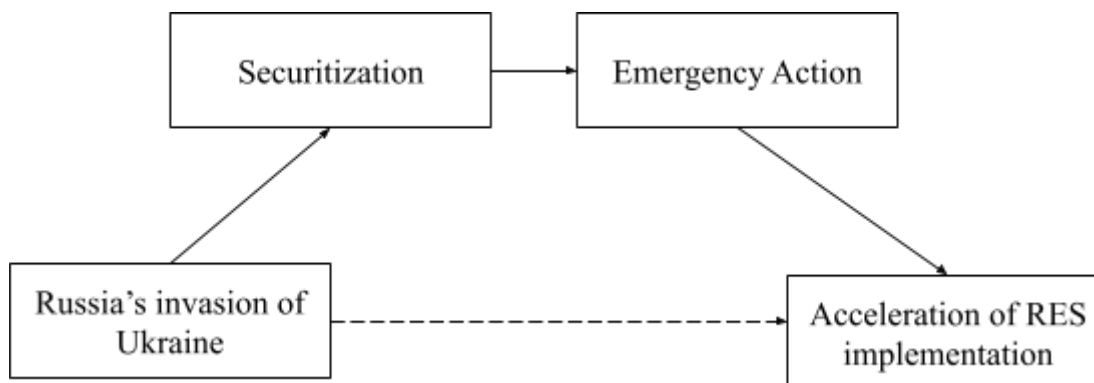 Securitization
Emergency Action
Russia’s invasion of
Ukraine
Acceleration of RES
implementation